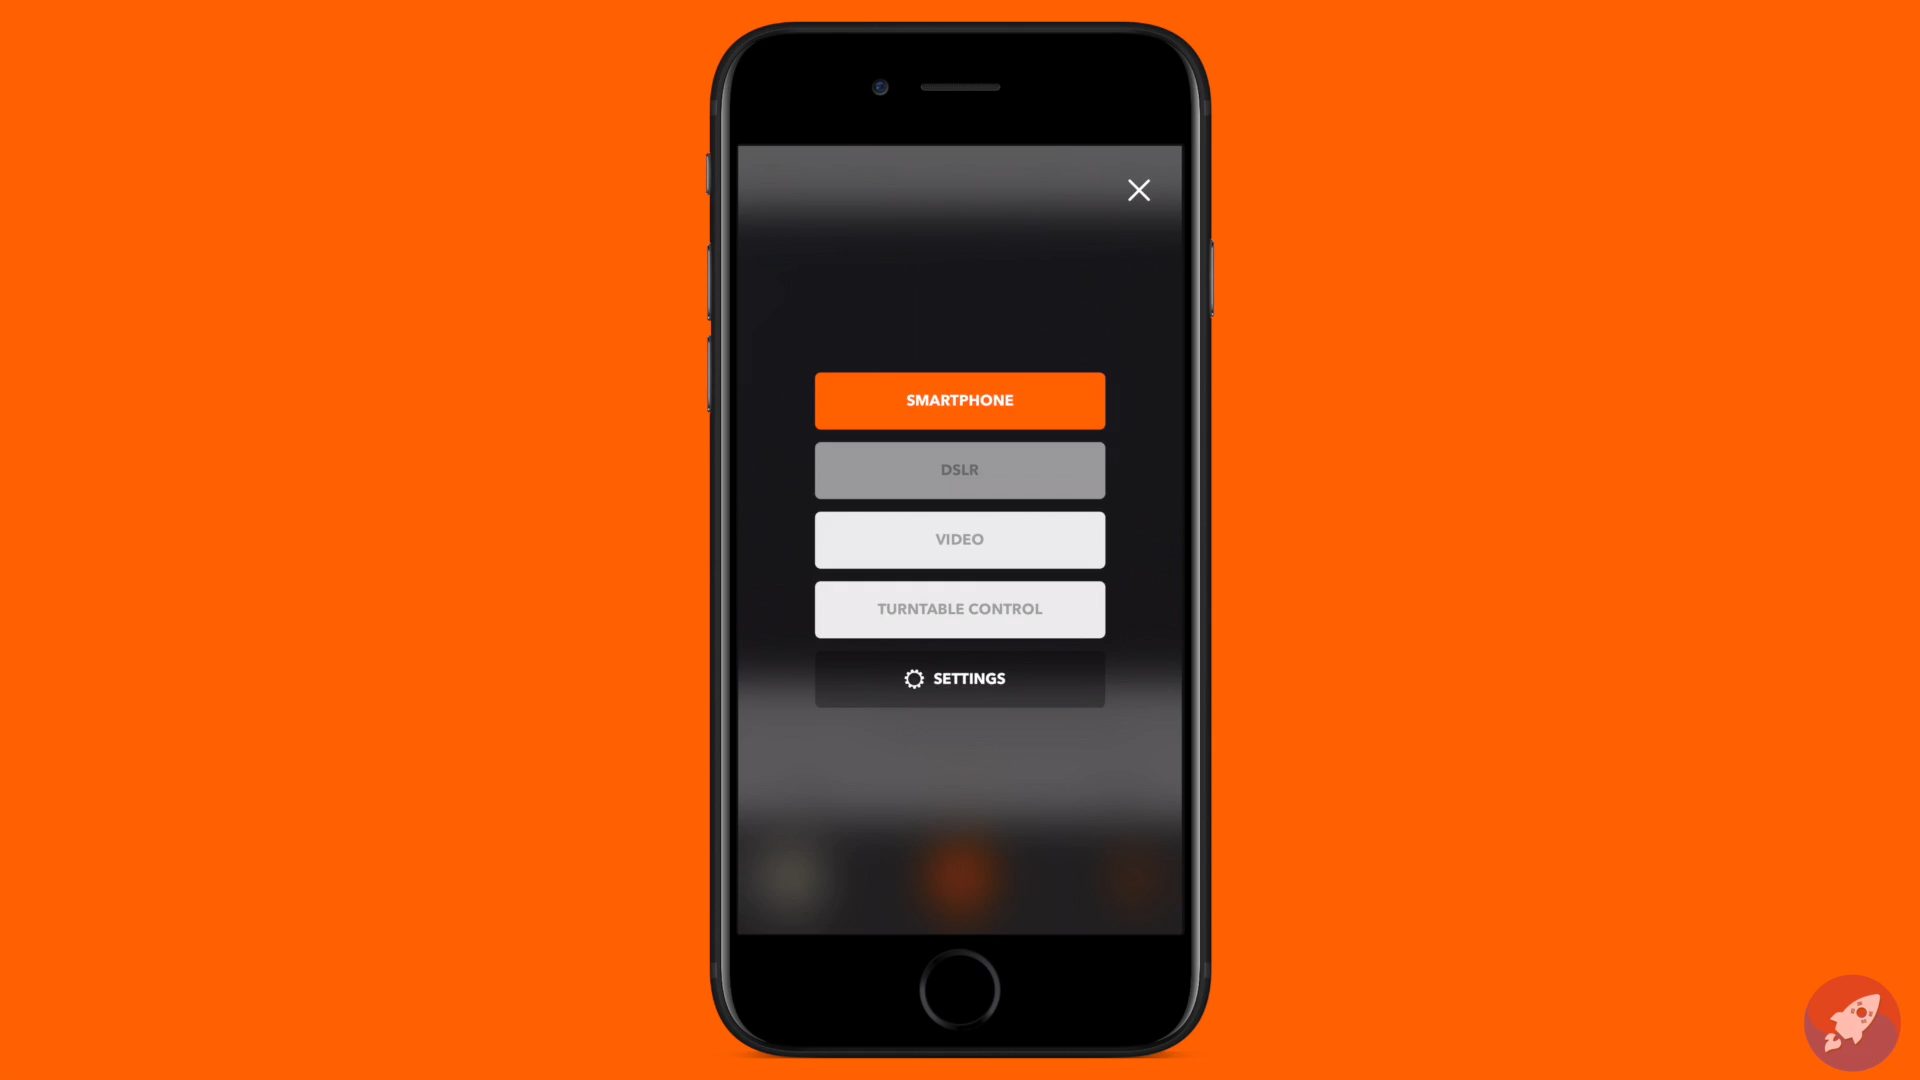 SMARTPHONE
DSLR
VIDEO
TURNTABLE CONTROL
SETTINGS